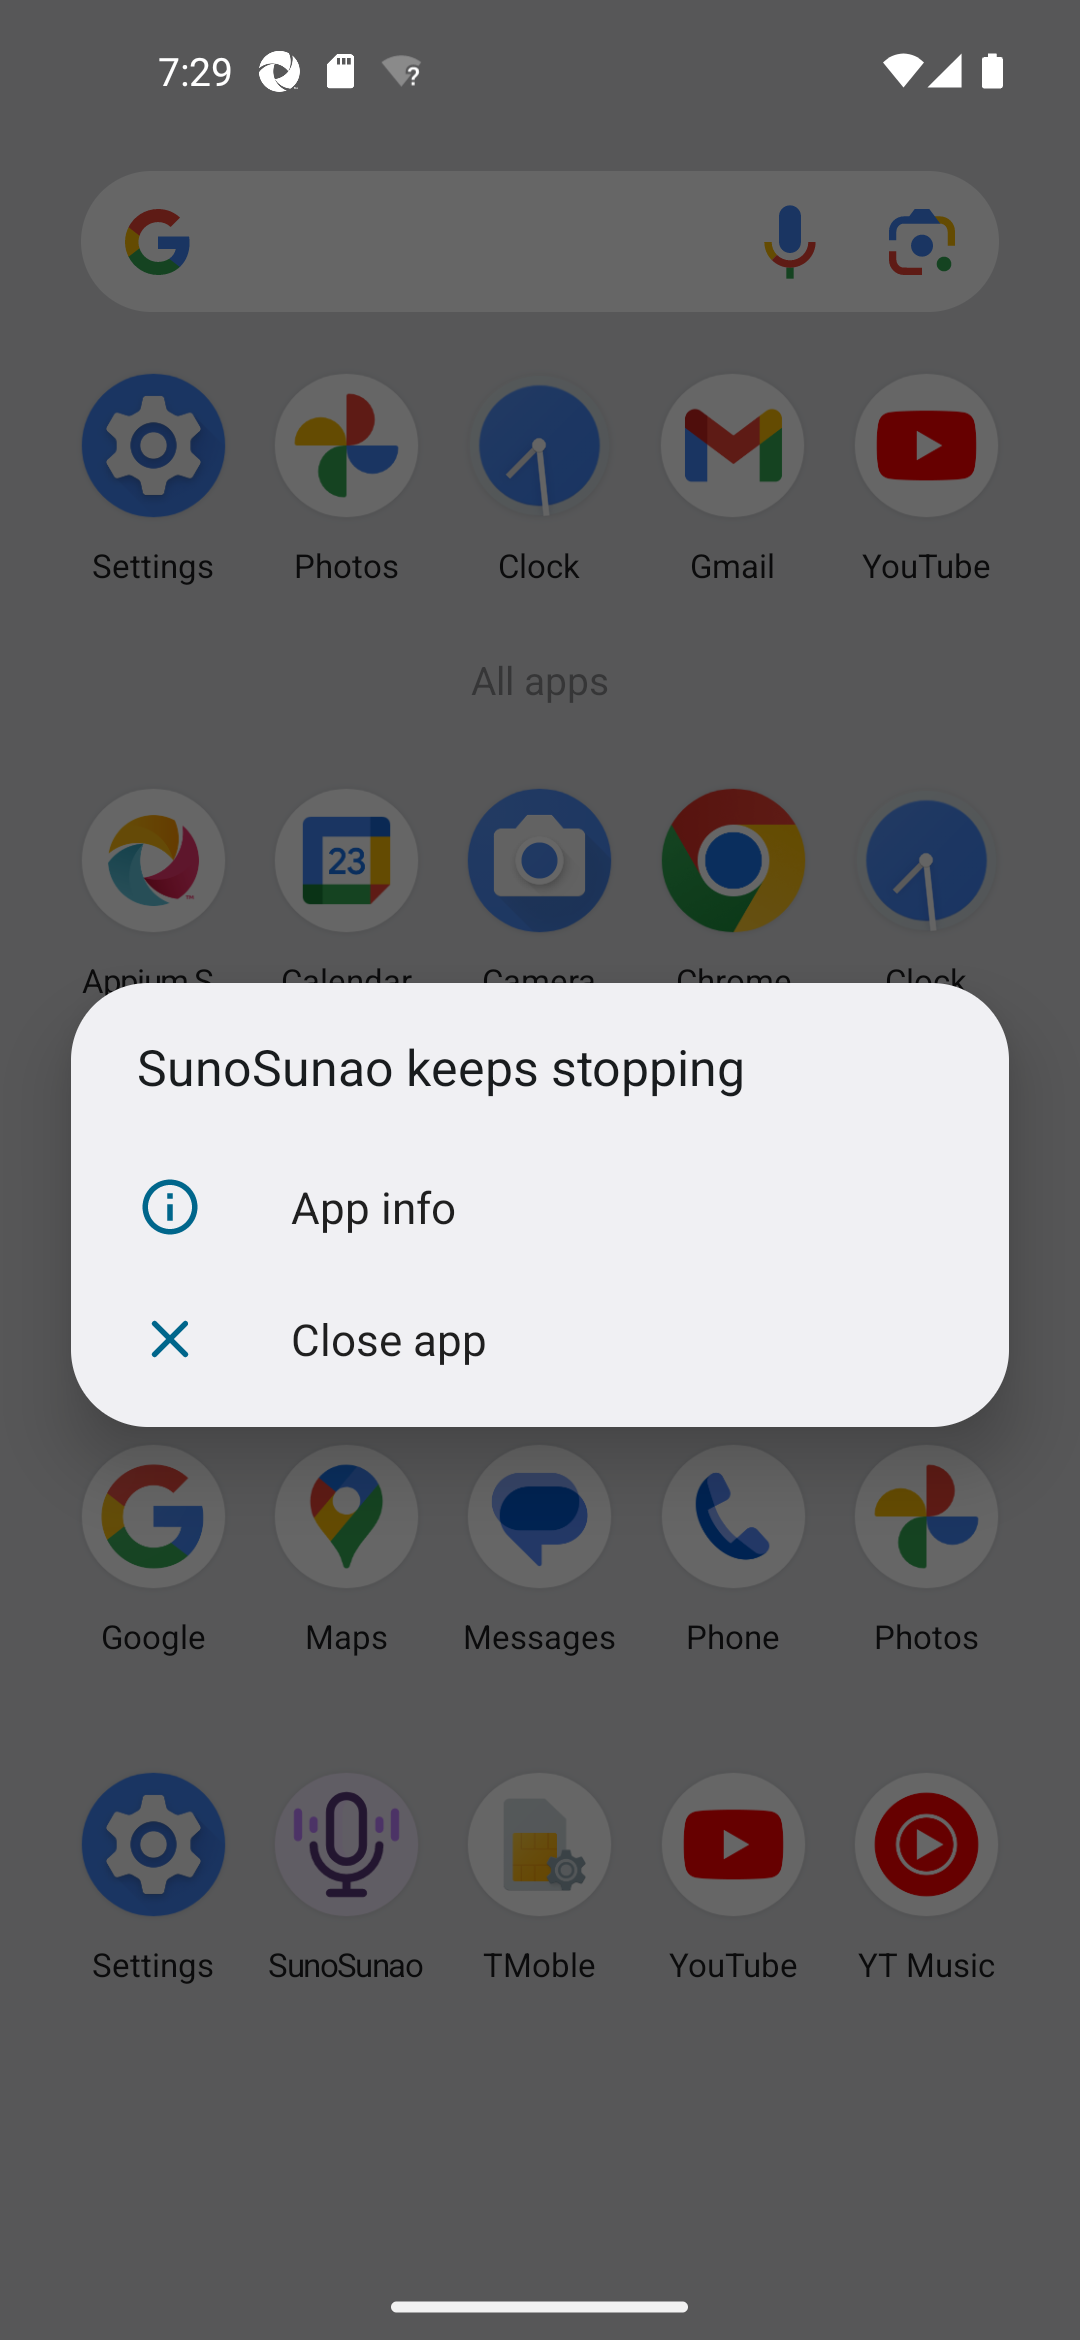 7:29
Settings Photos Clock Gmail YouTube
All apps
23
Appium S Calendar Camera Chrome Clock
SunoSunao keeps stopping
App info
Close app
Google Maps Messages Phone Photos
Settings SunoSunao TMoble YouTube YT Music